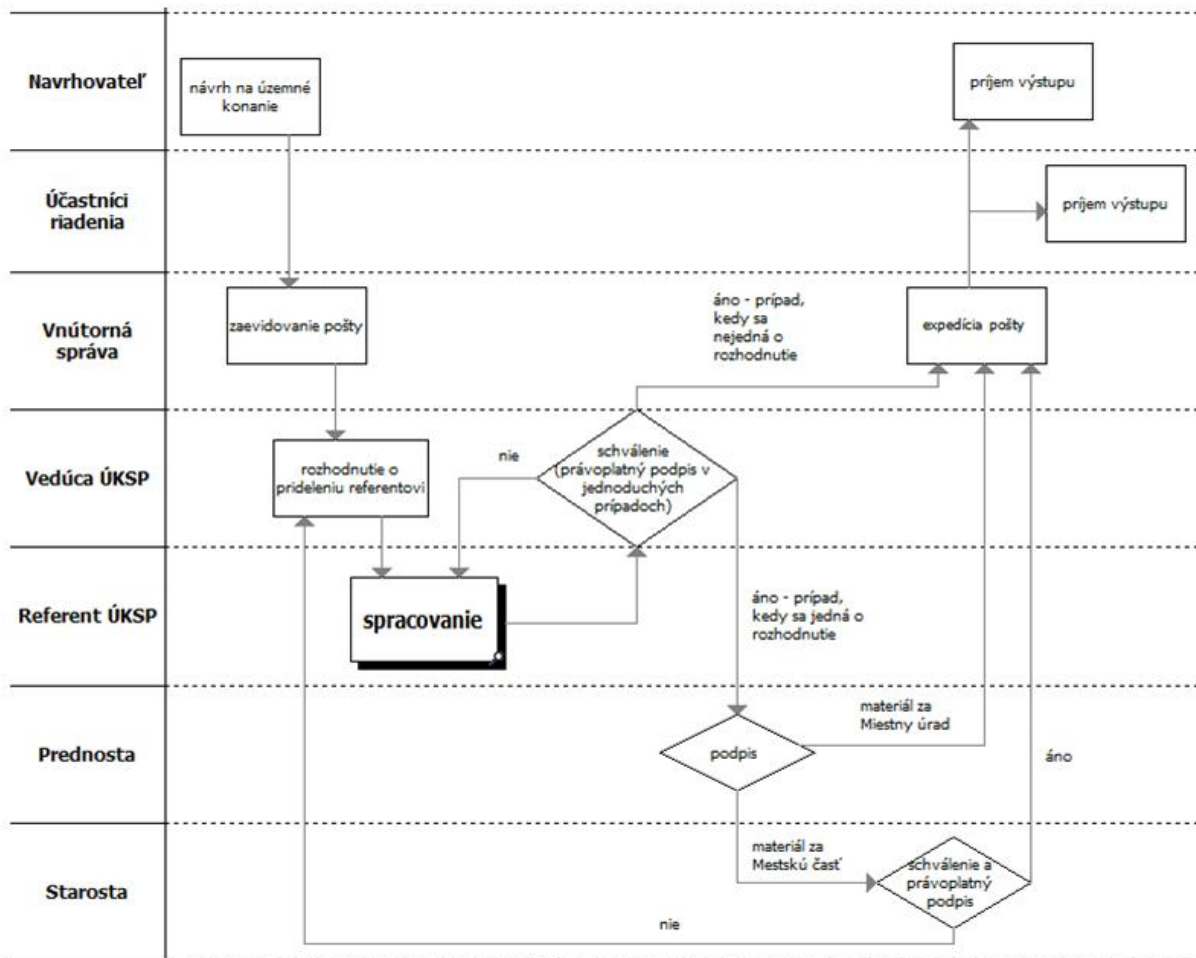 Navrhovateľ
návrh na územné
konanie
príjem výstupu
Účastníci
riadenia
príjem výstupu
Vnútorná
správa
zaevidovanie pošty
áno - prípad,
kedy sa
nejedná o
rozhodnutie
expedícia pošty
Vedúca ÚKSP
rozhodnutie o
prideleniu referentovi
nie
schválenie
(právoplatný podpis v
jednoduchých
prípadoch)
Referent ÚKSP
spracovanie
áno - prípad,
kedy sa jedná o
rozhodnutie
Prednosta
podpis
materiál za
Miestny úrad
áno
Starosta
materiál za
Mestskú časť
schválenie a
právoplatný
podpis
nie